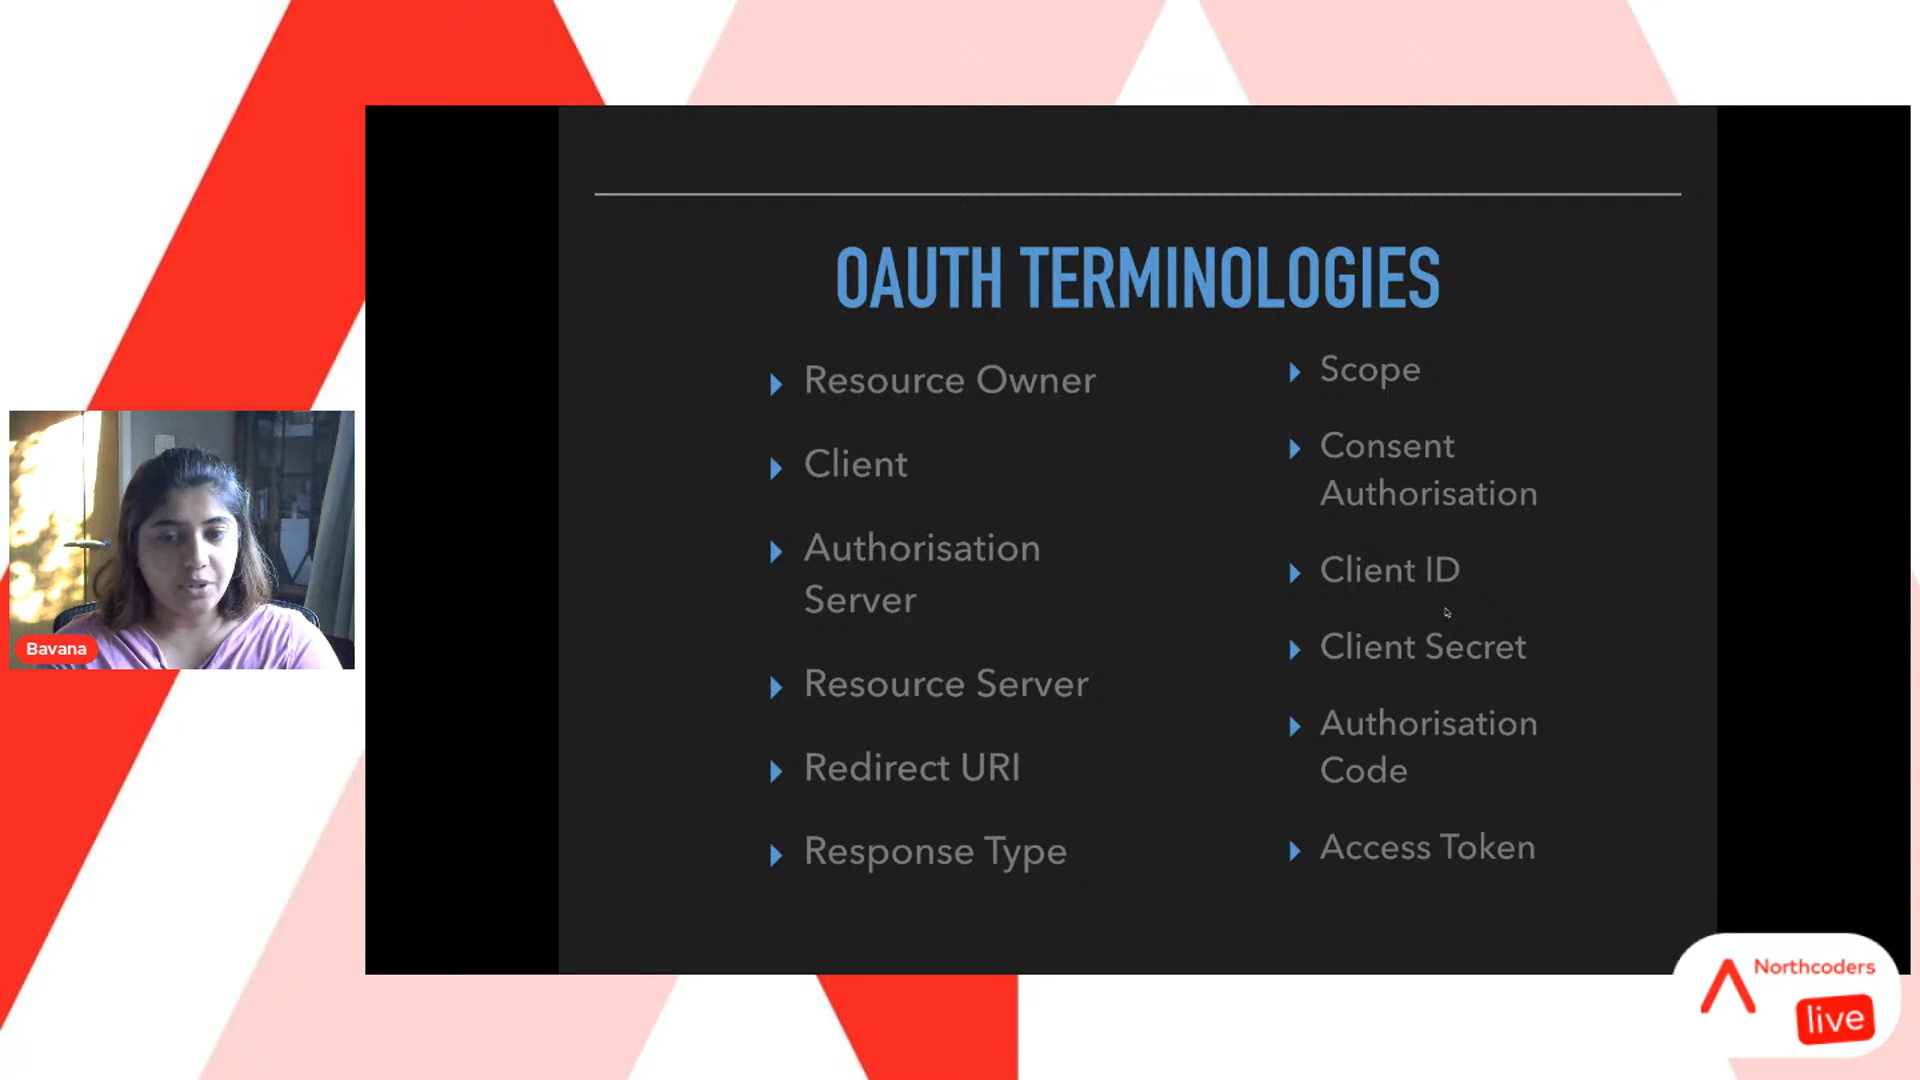 OAUTH TERMINOLOGIES
Resource Owner
Client
Authorisation
Server
Resource Server
Redirect URI
Response Type
Scope
Consent
Authorisation
Client ID
Client Secret
Authorisation
Code
Access Token
Bavana
Northcoders
live